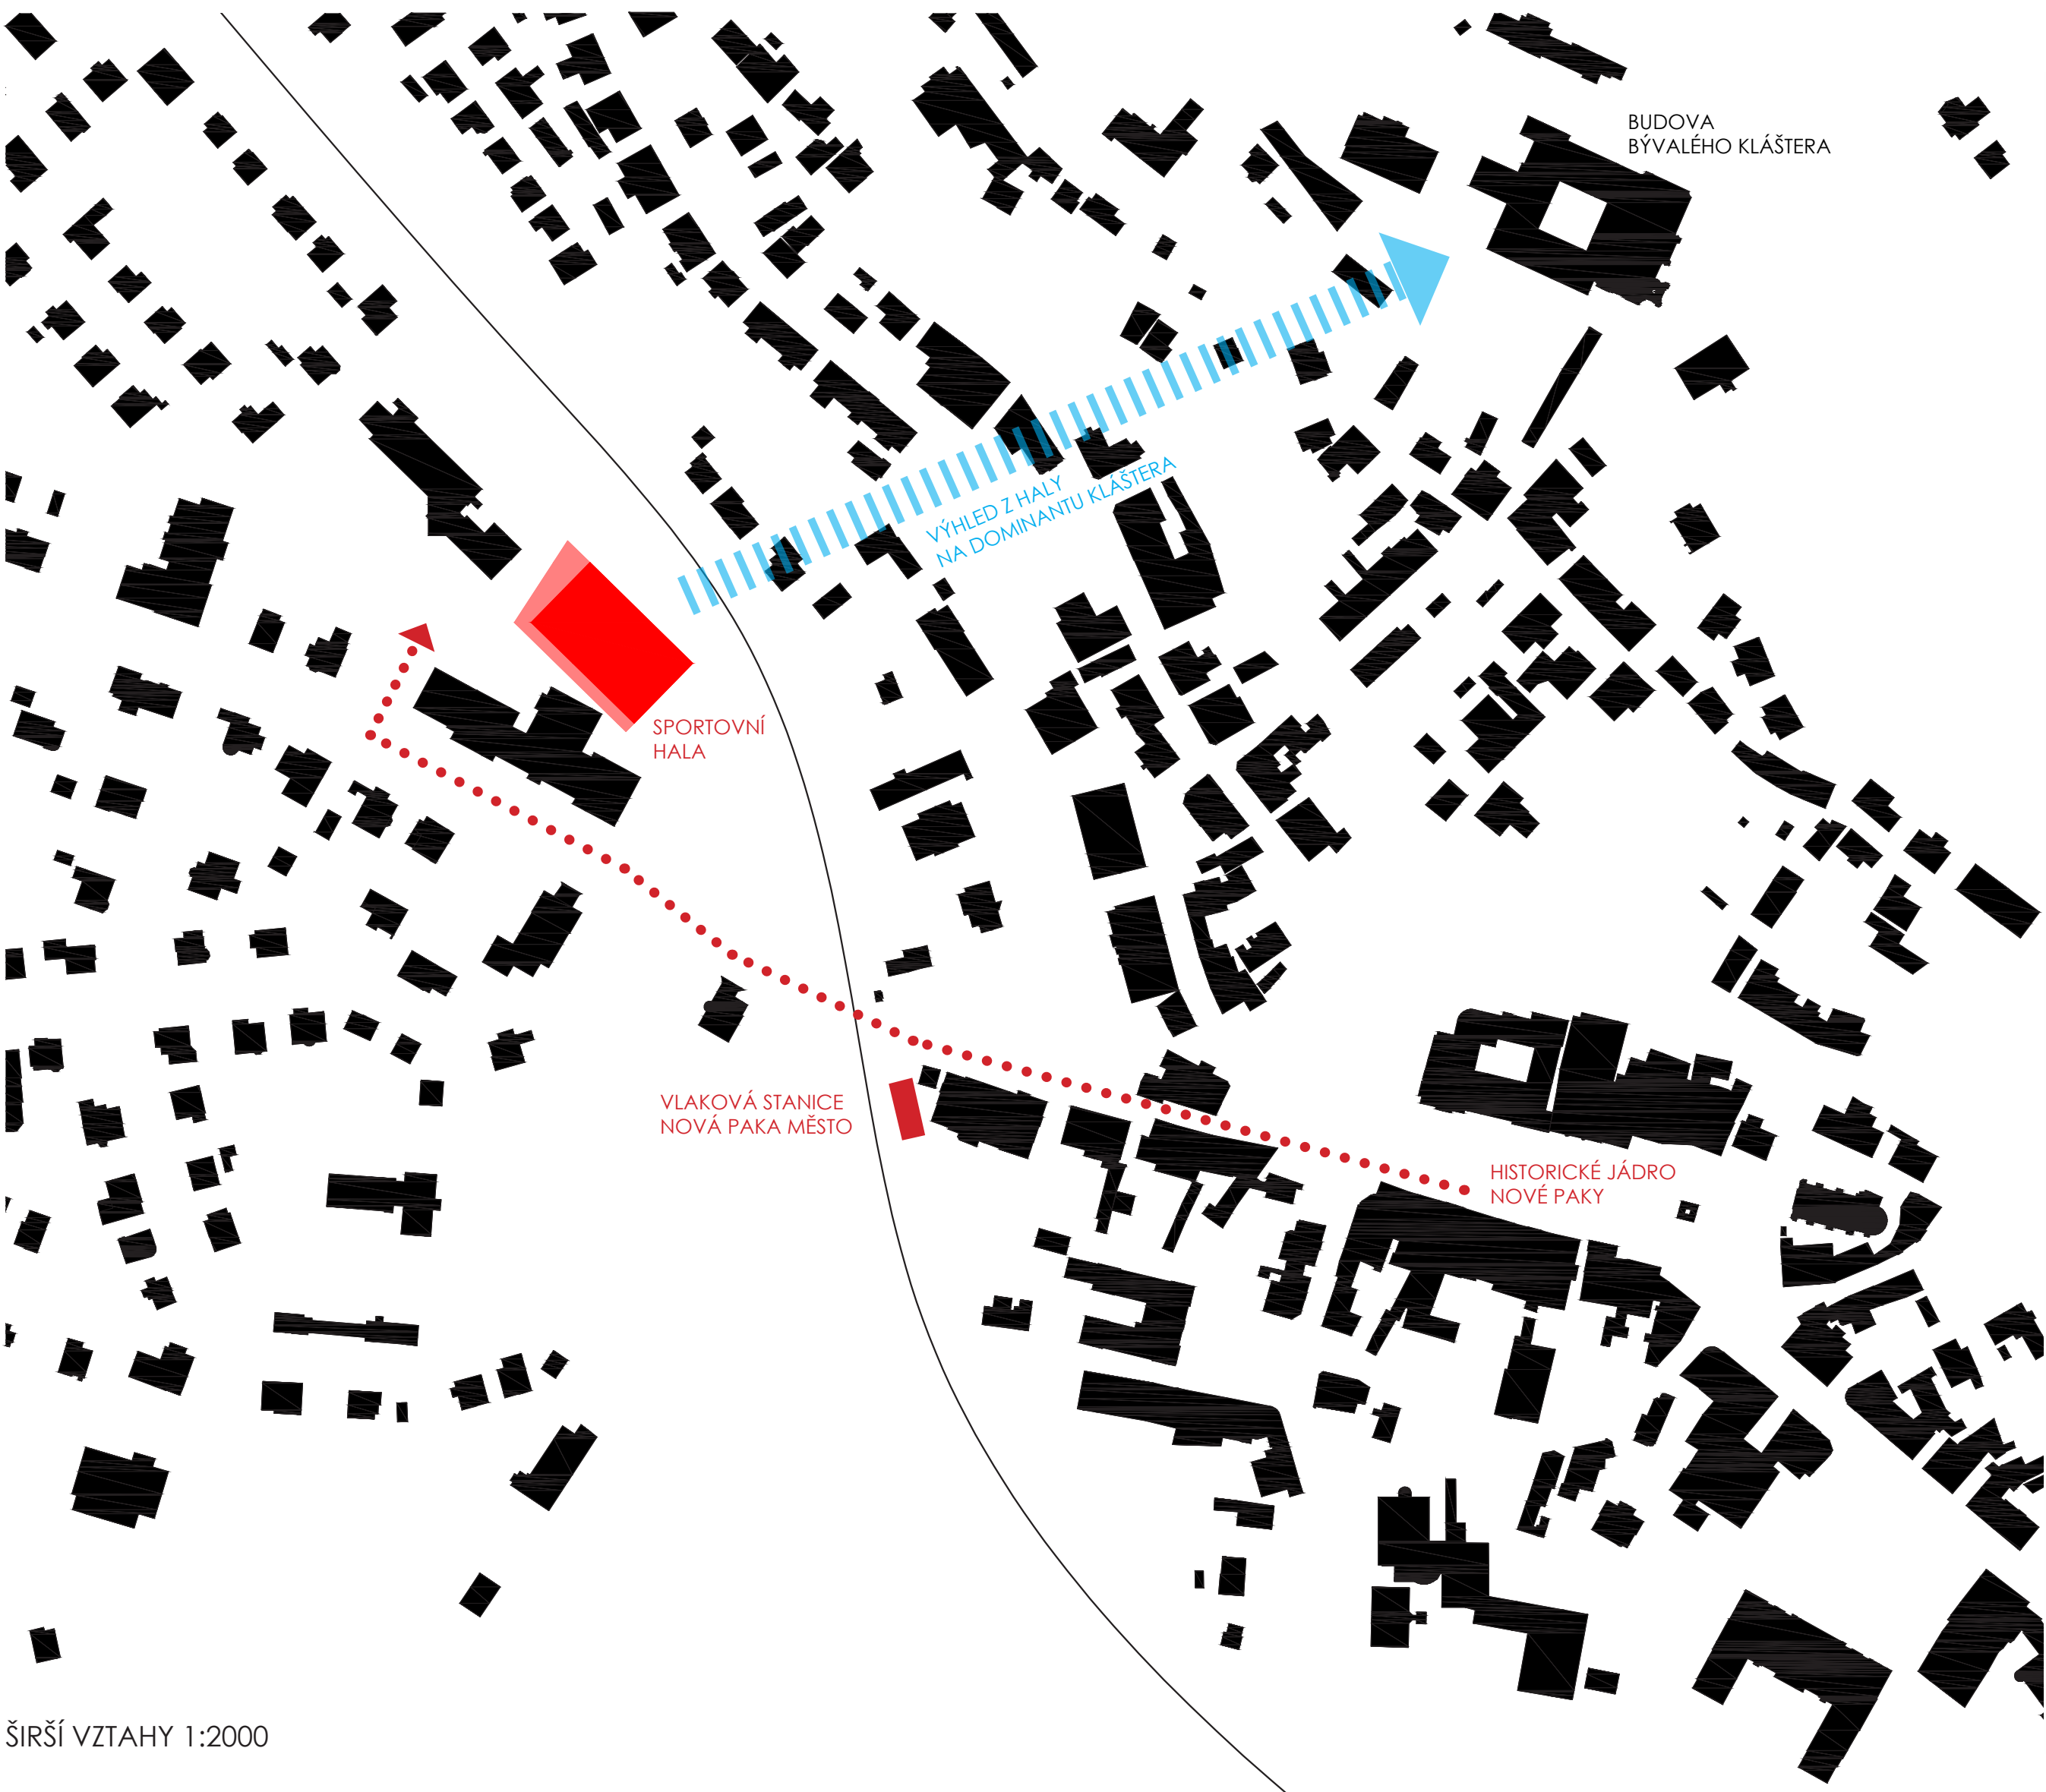 BUDOVA
BÝVALÉHO KLÁŠTERA
VÝHLED Z HALY
NA DOMINANTU KLÁŠTERA
SPORTOVNÍ
HALA
VLAKOVÁ STANICE
NOVÁ PAKA MĚSTO
HISTORICKÉ JÁDRO
NOVÉ PAKY
ŠIRŠÍ VZTAHY 1:2000